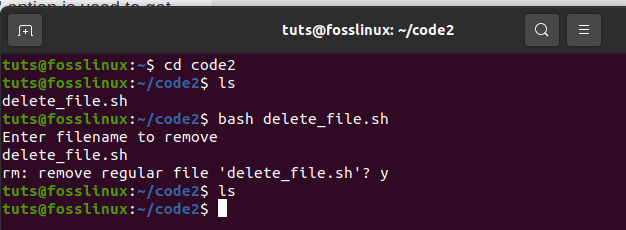 option is used to get
tuts@fosslinux: ~/code2
tuts@fosslinux:~$ cd code2
tuts@fosslinux:~/code2$ ls
delete_file.sh
tuts@fosslinux:~/code2$ bash delete_file.sh
Enter filename to remove
delete_file.sh
rm: remove regular file 'delete_file.sh'? y
tuts@fosslinux:~/code2$ ls
tuts@fosslinux:~/code2$